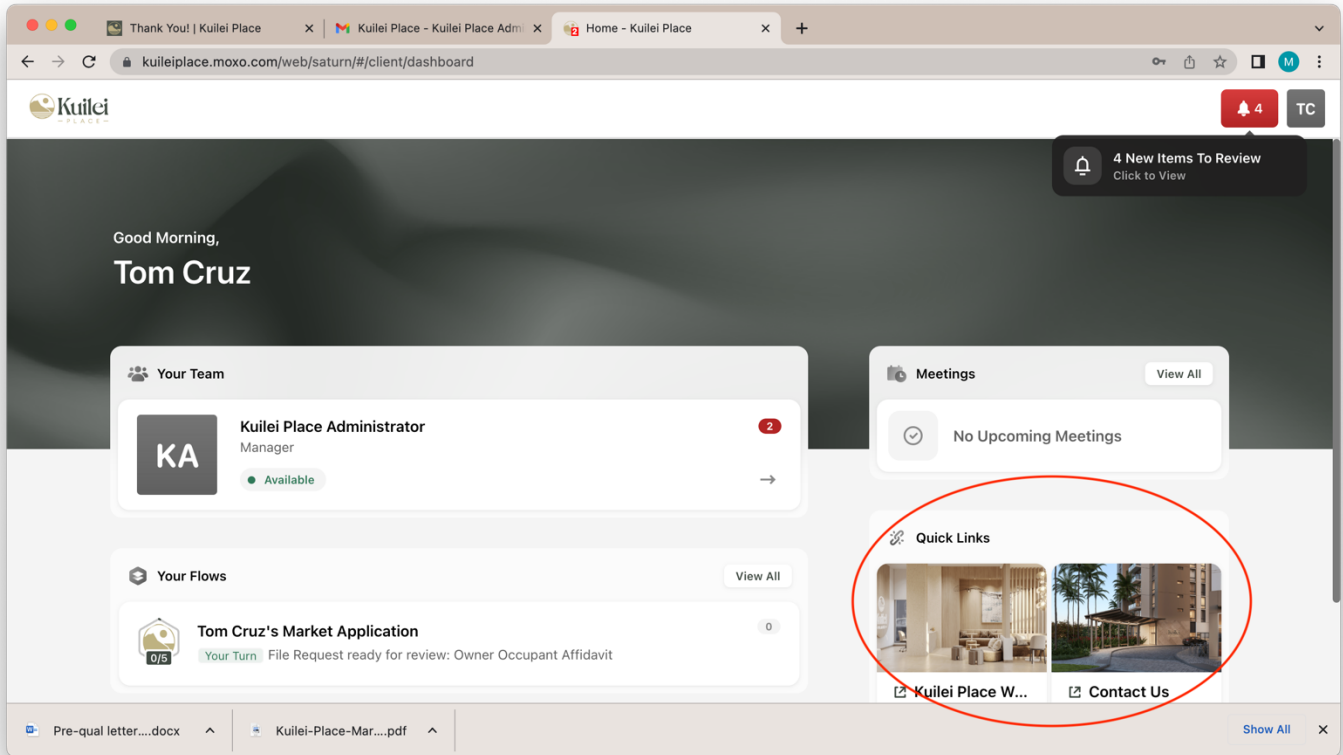 Thank You! | Kuilei Place
Kuilei Place - Kuilei Place Admi
2
Home - Kuilei Place
kuileiplace.moxo.com/web/saturn/#/client/dashboard
M
Kuilei
PLACE
4
TC
4 New Items To Review
Click to View
Good Morning,
Tom Cruz
Your Team
KA
Kuilei Place Administrator
2
Manager
Available
Your Flows
View All
0/5
Tom Cruz's Market Application
0
Your Turn File Request ready for review: Owner Occupant Affidavit
Meetings
View All
No Upcoming Meetings
Quick Links
Kuilei Place W...
Contact Us
Pre-qual letter....docx
Kuilei-Place-Mar....pdf
Show All